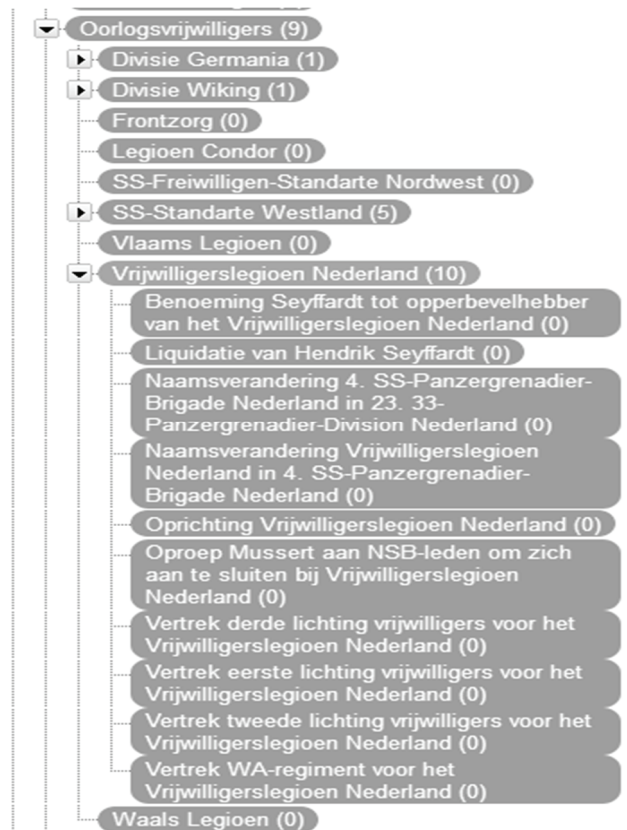 Oorlogsvrijwilligers (9)
Divisie Germania (1)
Divisie Wiking (1)
Frontzorg (0)
Legioen Condor (0)
SS-Freiwilligen-Standarte Nordwest (0)
SS-Standarte Westland (5)
Vlaams Legioen (0)
Vrijwilligerslegioen Nederland (10)
Benoeming Seyffardt tot opperbevelhebber
van het Vrijwilligerslegioen Nederland (0)
Liquidatie van Hendrik Seyffardt (0)
Naamsverandering 4. SS-Panzergrenadier-
Brigade Nederland in 23. 33-
Panzergrenadier-Division Nederland (0)
Naamsverandering Vrijwilligerslegioen
Nederland in 4. SS-Panzergrenadier-
Brigade Nederland (0)
Oprichting Vrijwilligerslegioen Nederland (0)
Oproep Mussert aan NSB-leden om zich
aan te sluiten bij Vrijwilligerslegioen
Nederland (0)
Vertrek derde lichting vrijwilligers voor het
Vrijwilligerslegioen Nederland (0)
Vertrek eerste lichting vrijwilligers voor het
Vrijwilligerslegioen Nederland (0)
Vertrek tweede lichting vrijwilligers voor het
Vrijwilligerslegioen Nederland (0)
Vertrek WA-regiment voor het
Vrijwilligerslegioen Nederland (0)
Waals Legioen (0)